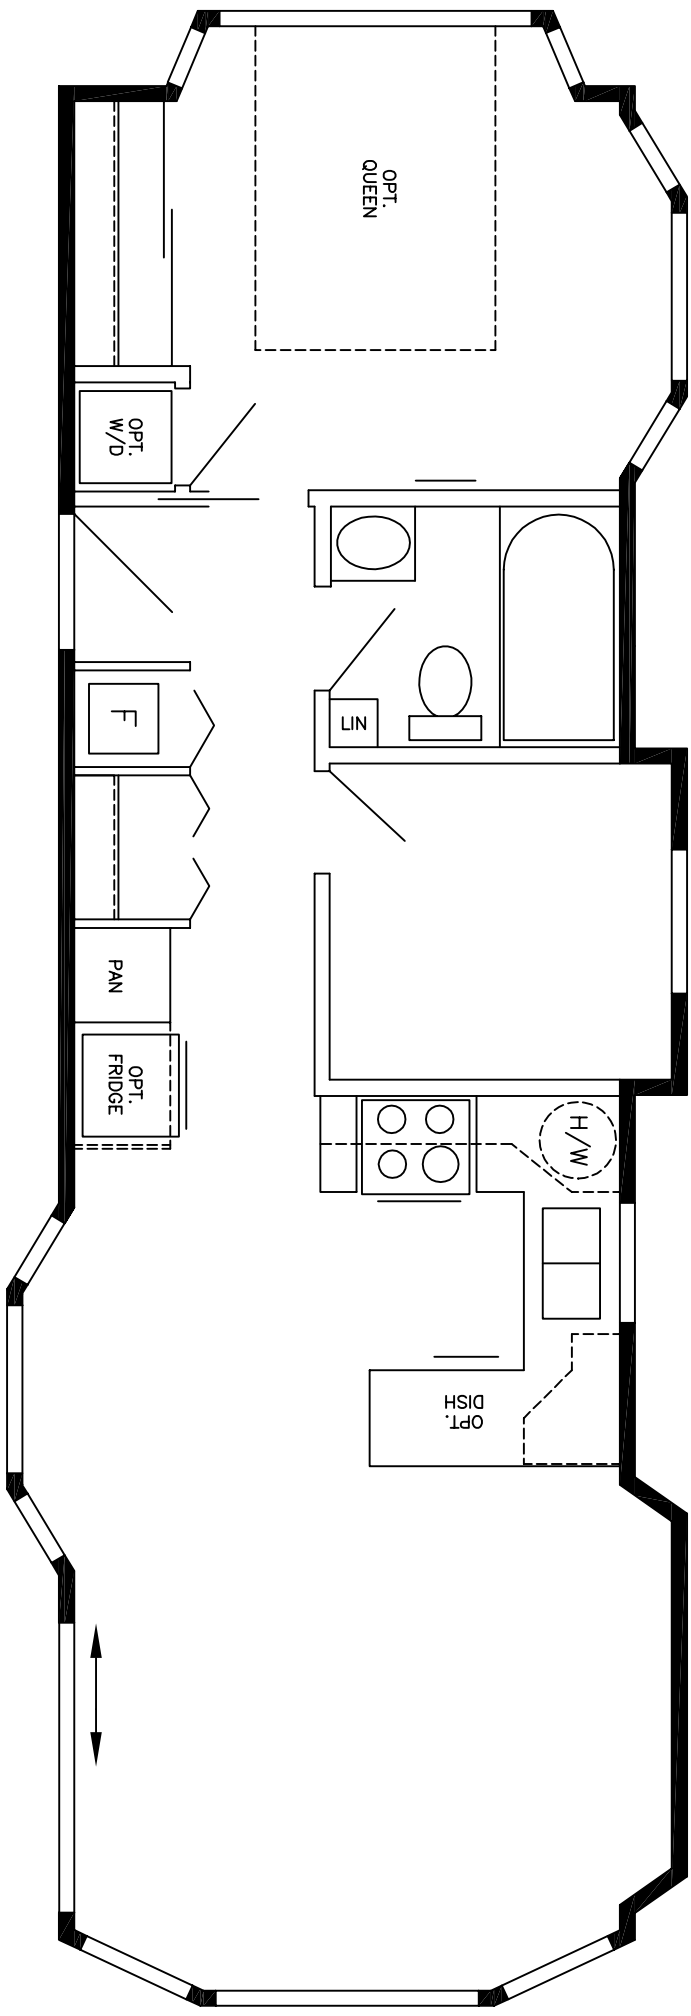 OPT.
QUEEN
OPT.
W/D
F
LIN
PAN
OPT.
FRIDGE
H/W
OPT.
DISH